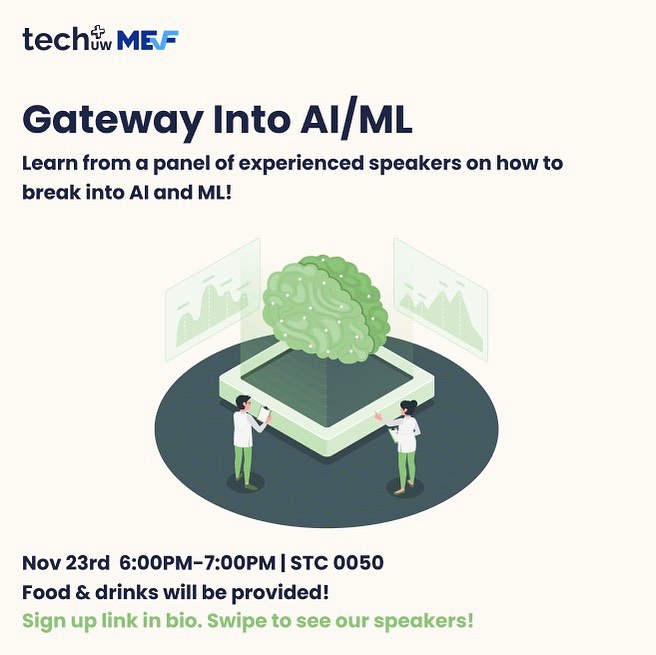 tech+ UW MEF
Gateway Into AI/ML
Learn from a panel of experienced speakers on how to
break into AI and ML!
Nov 23rd 6:00PM-7:00PM | STC 0050
Food & drinks will be provided!
Sign up link in bio. Swipe to see our speakers!